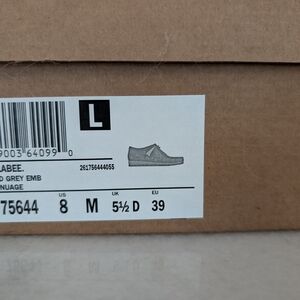 L
9003 64099 0
LABEE.
261756444055
D GREY EMB
NUAGE
US
UK
EU
75644
8
M
5½ D
39